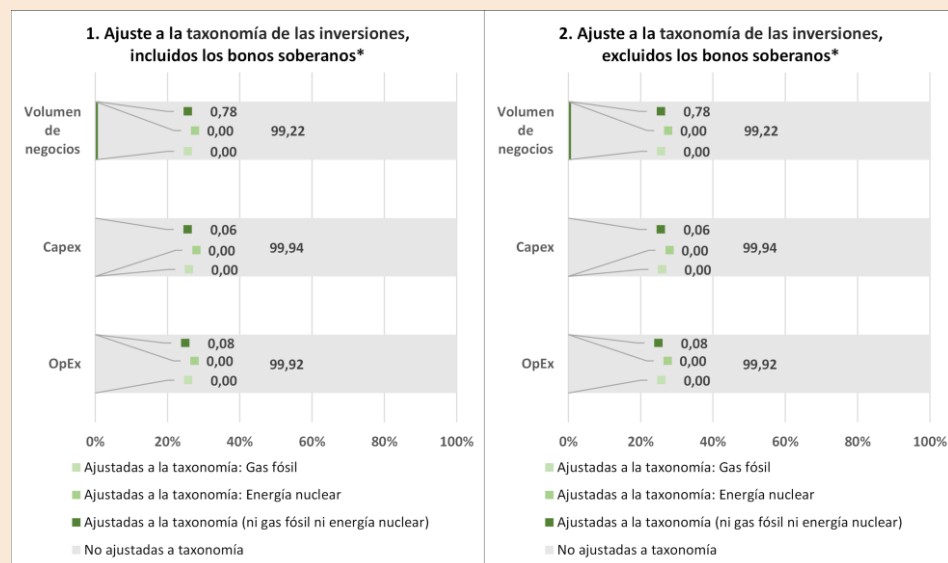 1. Ajuste a la taxonomía de las inversiones,
incluidos los bonos soberanos*
Volumen
de
negocios
0,78
0,00
99,22
0,00
Capex
0,06
0,00
99,94
0,00
OpEx
0,08
0,00
99,92
0,00
0% 20% 40% 60% 80% 100%
Ajustadas a la taxonomía: Gas fósil
Ajustadas a la taxonomía: Energía nuclear
Ajustadas a la taxonomía (ni gas fósil ni energía nuclear)
No ajustadas a taxonomía
2. Ajuste a la taxonomía de las inversiones,
excluidos los bonos soberanos*
Volumen
de
negocios
0,78
0,00
99,22
0,00
Capex
0,06
0,00
99,94
0,00
OpEx
0,08
0,00
99,92
0,00
0% 20% 40% 60% 80% 100%
Ajustadas a la taxonomía: Gas fósil
Ajustadas a la taxonomía: Energía nuclear
Ajustadas a la taxonomía (ni gas fósil ni energía nuclear)
No ajustadas a taxonomía